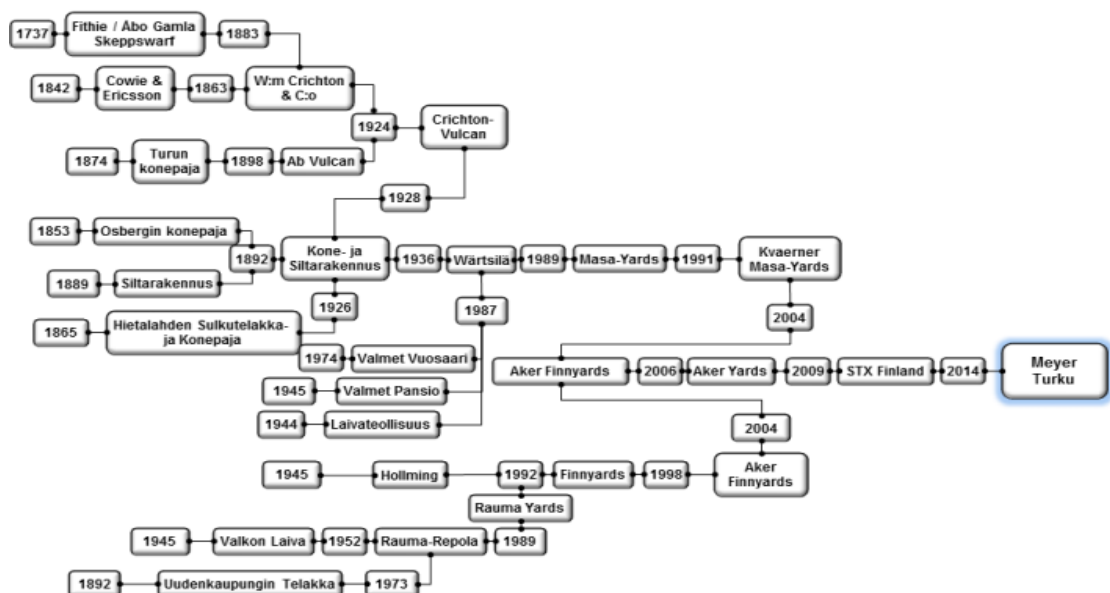 1737
Fithie / Åbo Gamla
Skeppswarf
1883
1842
Cowie &
Ericsson
1863
W:m Crichton
& C:o
1924
Crichton-
Vulcan
1874
Turun
konepaja
1898
Ab Vulcan
1928
1853
Osbergin konepaja
1892
Kone- ja
Siltarakennus
1936
Wärtsilä
1989
Masa-Yards
1991
Kvaerner
Masa-Yards
1889
Siltarakennus
1926
1987
2004
1865
Hietalahden Sulkutelakka-
ja Konepaja
1974
Valmet Vuosaari
Aker Finnyards
2006
Aker Yards
2009
STX Finland
2014
Meyer
Turku
1945
Valmet Pansio
1944
Laivateollisuus
2004
1945
Hollming
1992
Finnyards
1998
Aker
Finnyards
Rauma Yards
1945
Valkon Laiva
1952
Rauma-Repola
1989
1892
Uudenkaupungin Telakka
1973